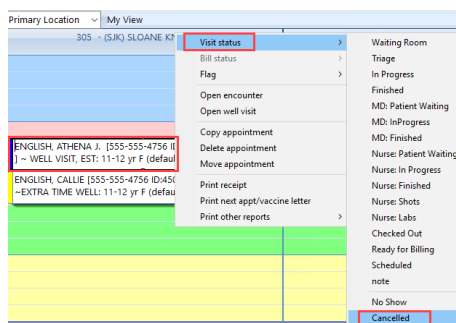 Primary Location My View
305 - (SJK) SLOANE KN
ENGLISH, ATHENA J. [555-555-4756 ID
] ~ WELL VISIT, EST: 11-12 yr F (defau
ENGLISH, CALLIE [555-555-4756 ID:450
~EXTRA TIME WELL: 11-12 yr F (defau
Visit status
Bill status
Flag
Open encounter
Open well visit
Copy appointment
Delete appointment
Move appointment
Print receipt
Print next appt/vaccine letter
Print other reports
Waiting Room
Triage
In Progress
Finished
MD: Patient Waiting
MD: InProgress
MD: Finished
Nurse: Patient Waiting
Nurse: In Progress
Nurse: Finished
Nurse: Shots
Nurse: Labs
Checked Out
Ready for Billing
Scheduled
note
No Show
Cancelled